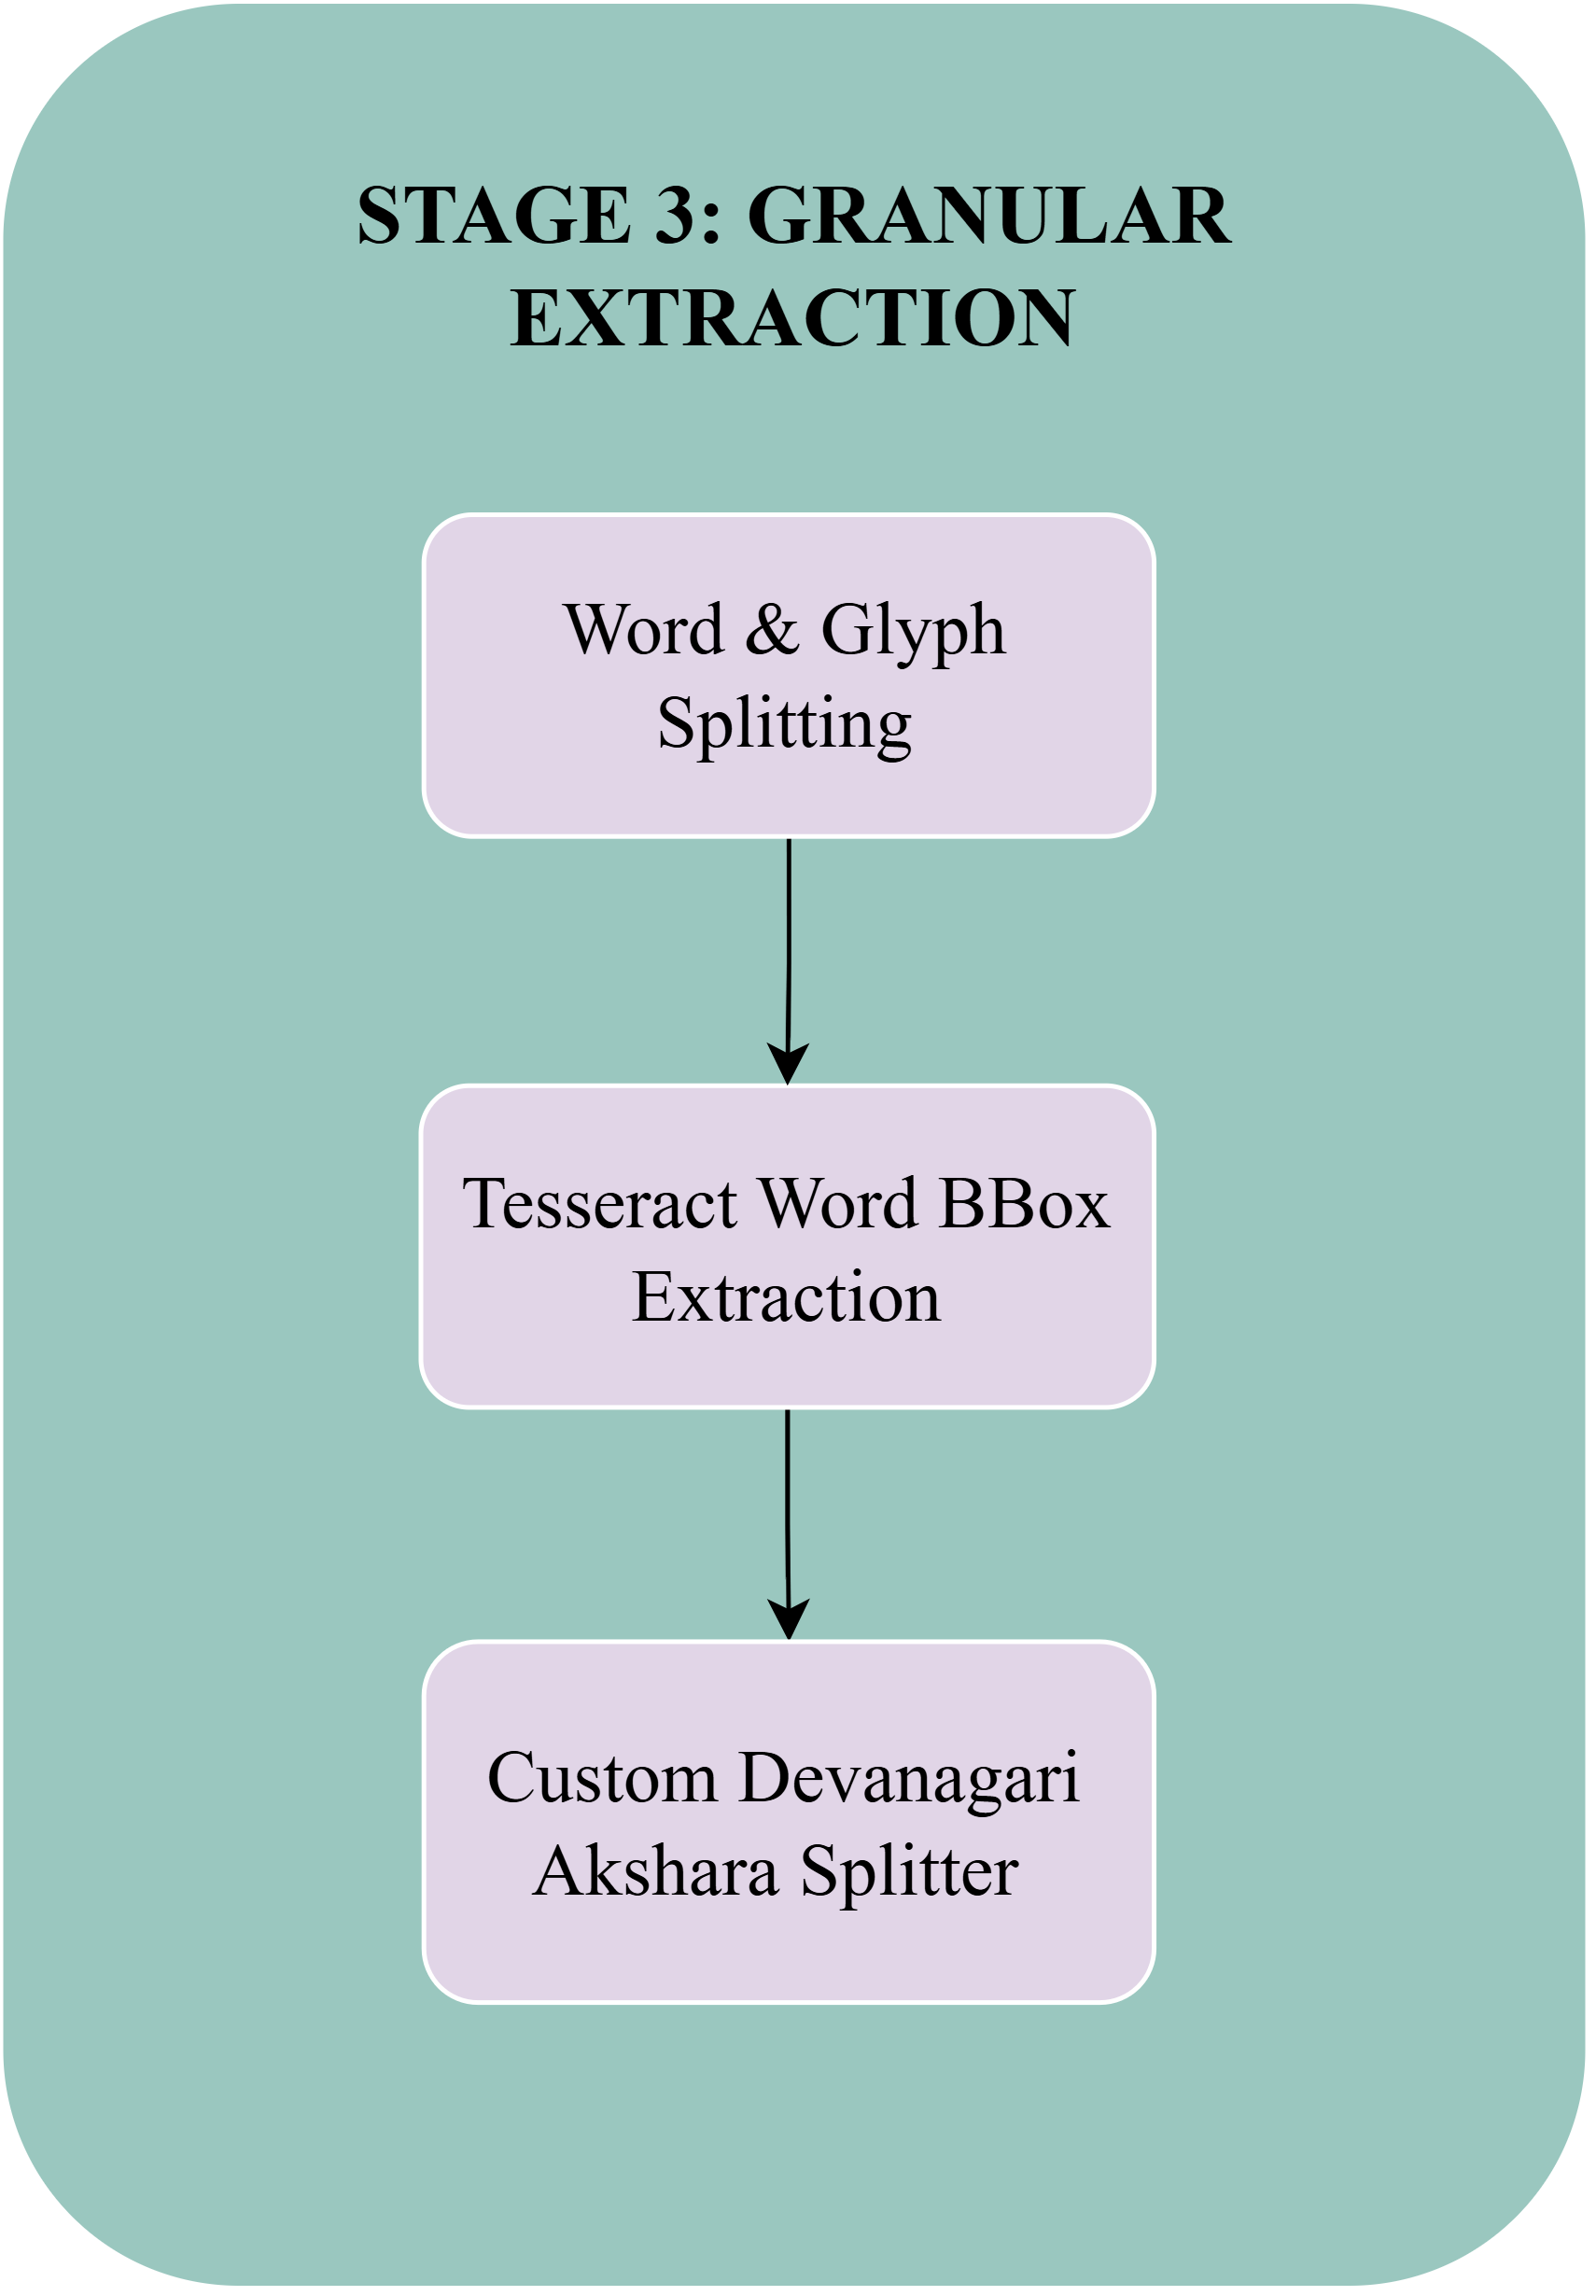 STAGE 3: GRANULAR
EXTRACTION
Word & Glyph
Splitting
Tesseract Word BBox
Extraction
Custom Devanagari
Akshara Splitter